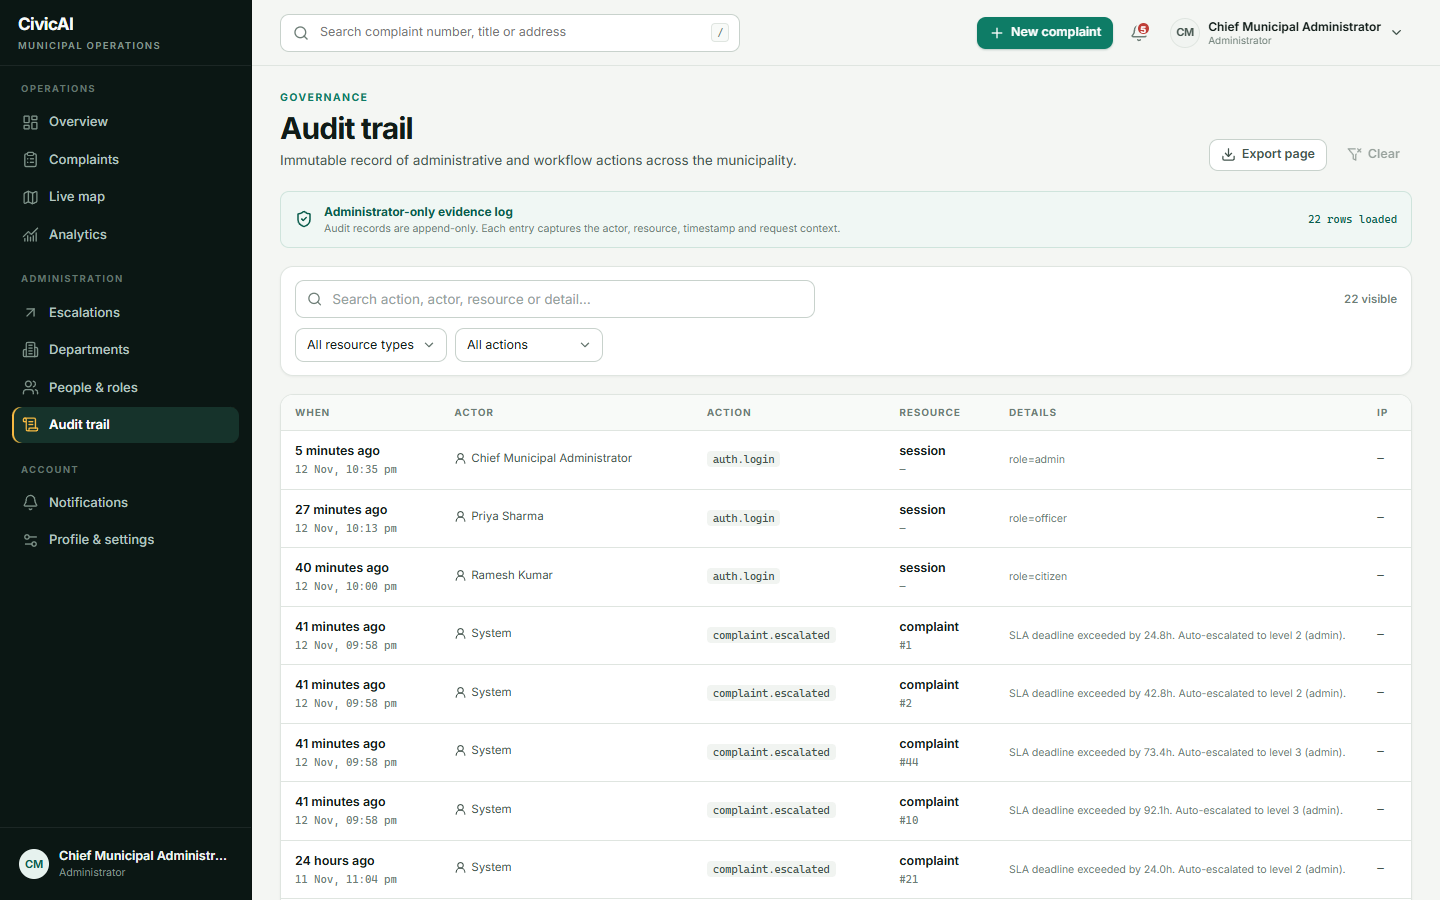 CivicAI
MUNICIPAL OPERATIONS
OPERATIONS
Overview
Complaints
Live map
Analytics
ADMINISTRATION
Escalations
Departments
People & roles
Audit trail
ACCOUNT
Notifications
Profile & settings
CM
Chief Municipal Administr...
Administrator
Search complaint number, title or address
/
New complaint
5
CM
Chief Municipal Administrator
Administrator
GOVERNANCE
Audit trail
Immutable record of administrative and workflow actions across the municipality.
Export page
Clear
Administrator-only evidence log
Audit records are append-only. Each entry captures the actor, resource, timestamp and request context.
22 rows loaded
Search action, actor, resource or detail...
22 visible
All resource types
All actions
WHEN ACTOR ACTION RESOURCE DETAILS IP
5 minutes ago
12 Nov, 10:35 pm
Chief Municipal Administrator
auth.login
session
—
role=admin
—
27 minutes ago
12 Nov, 10:13 pm
Priya Sharma
auth.login
session
—
role=officer
—
40 minutes ago
12 Nov, 10:00 pm
Ramesh Kumar
auth.login
session
—
role=citizen
—
41 minutes ago
12 Nov, 09:58 pm
System
complaint.escalated
complaint
#1
SLA deadline exceeded by 24.8h. Auto-escalated to level 2 (admin).
—
41 minutes ago
12 Nov, 09:58 pm
System
complaint.escalated
complaint
#2
SLA deadline exceeded by 42.8h. Auto-escalated to level 2 (admin).
—
41 minutes ago
12 Nov, 09:58 pm
System
complaint.escalated
complaint
#44
SLA deadline exceeded by 73.4h. Auto-escalated to level 3 (admin).
—
41 minutes ago
12 Nov, 09:58 pm
System
complaint.escalated
complaint
#10
SLA deadline exceeded by 92.1h. Auto-escalated to level 3 (admin).
—
24 hours ago
11 Nov, 11:04 pm
System
complaint.escalated
complaint
#21
SLA deadline exceeded by 24.0h. Auto-escalated to level 2 (admin).
—